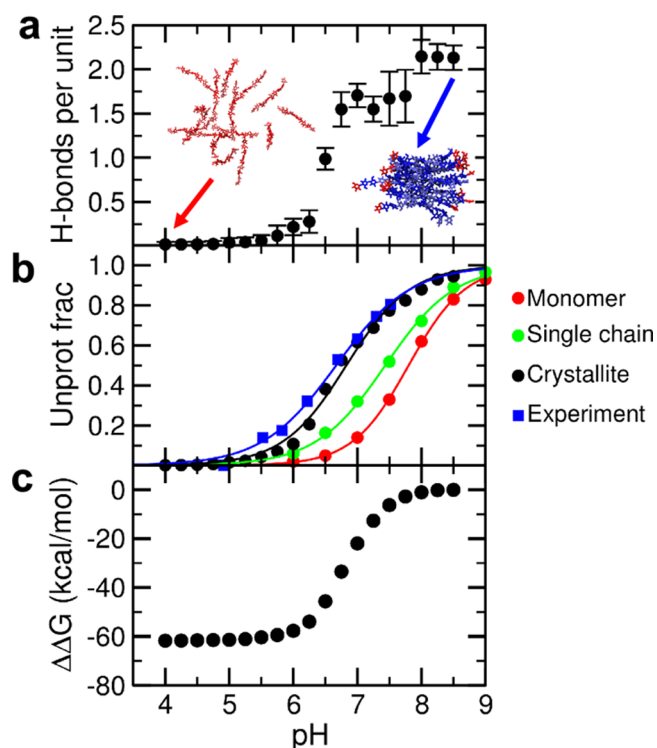 a
H-bonds per unit
2.5
2.0
1.5
1.0
0.5
b
Unprot frac
1.0
0.8
0.6
0.4
0.2
Monomer
Single chain
Crystallite
Experiment
c
ΔΔG (kcal/mol)
0
-20
-40
-60
-80
4 5 6 7 8 9
pH